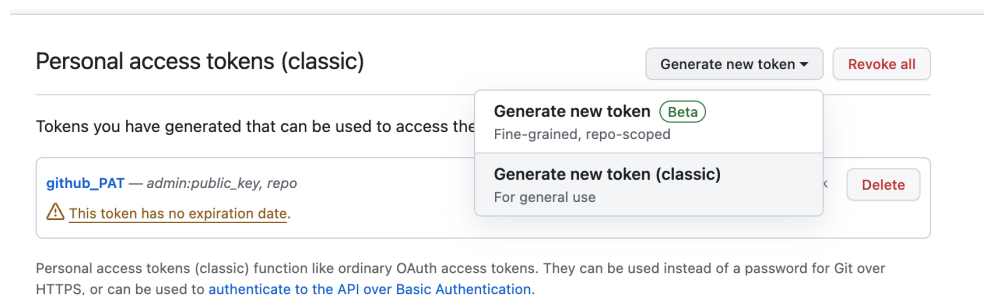 Personal access tokens (classic)
Generate new token
Revoke all
Generate new token Beta
Fine-grained, repo-scoped
Generate new token (classic)
For general use
Tokens you have generated that can be used to access the
github_PAT — admin:public_key, repo
Delete
This token has no expiration date.
Personal access tokens (classic) function like ordinary OAuth access tokens. They can be used instead of a password for Git over
HTTPS, or can be used to authenticate to the API over Basic Authentication.